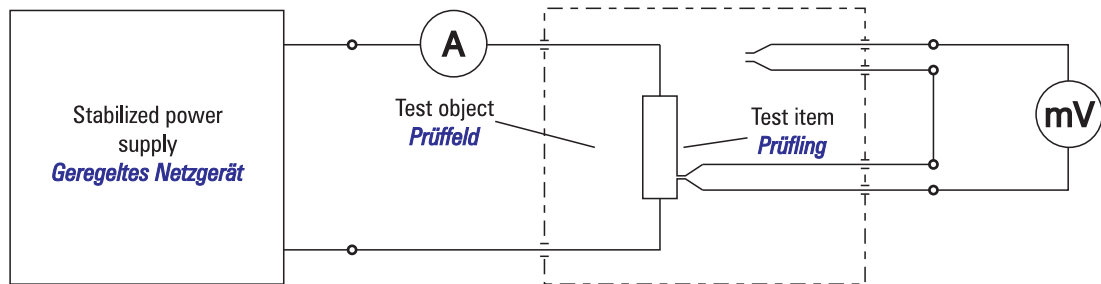 Stabilized power
supply
Geregeltes Netzgerät
A
Test object
Prüffeld
Test item
Prüfling
mV